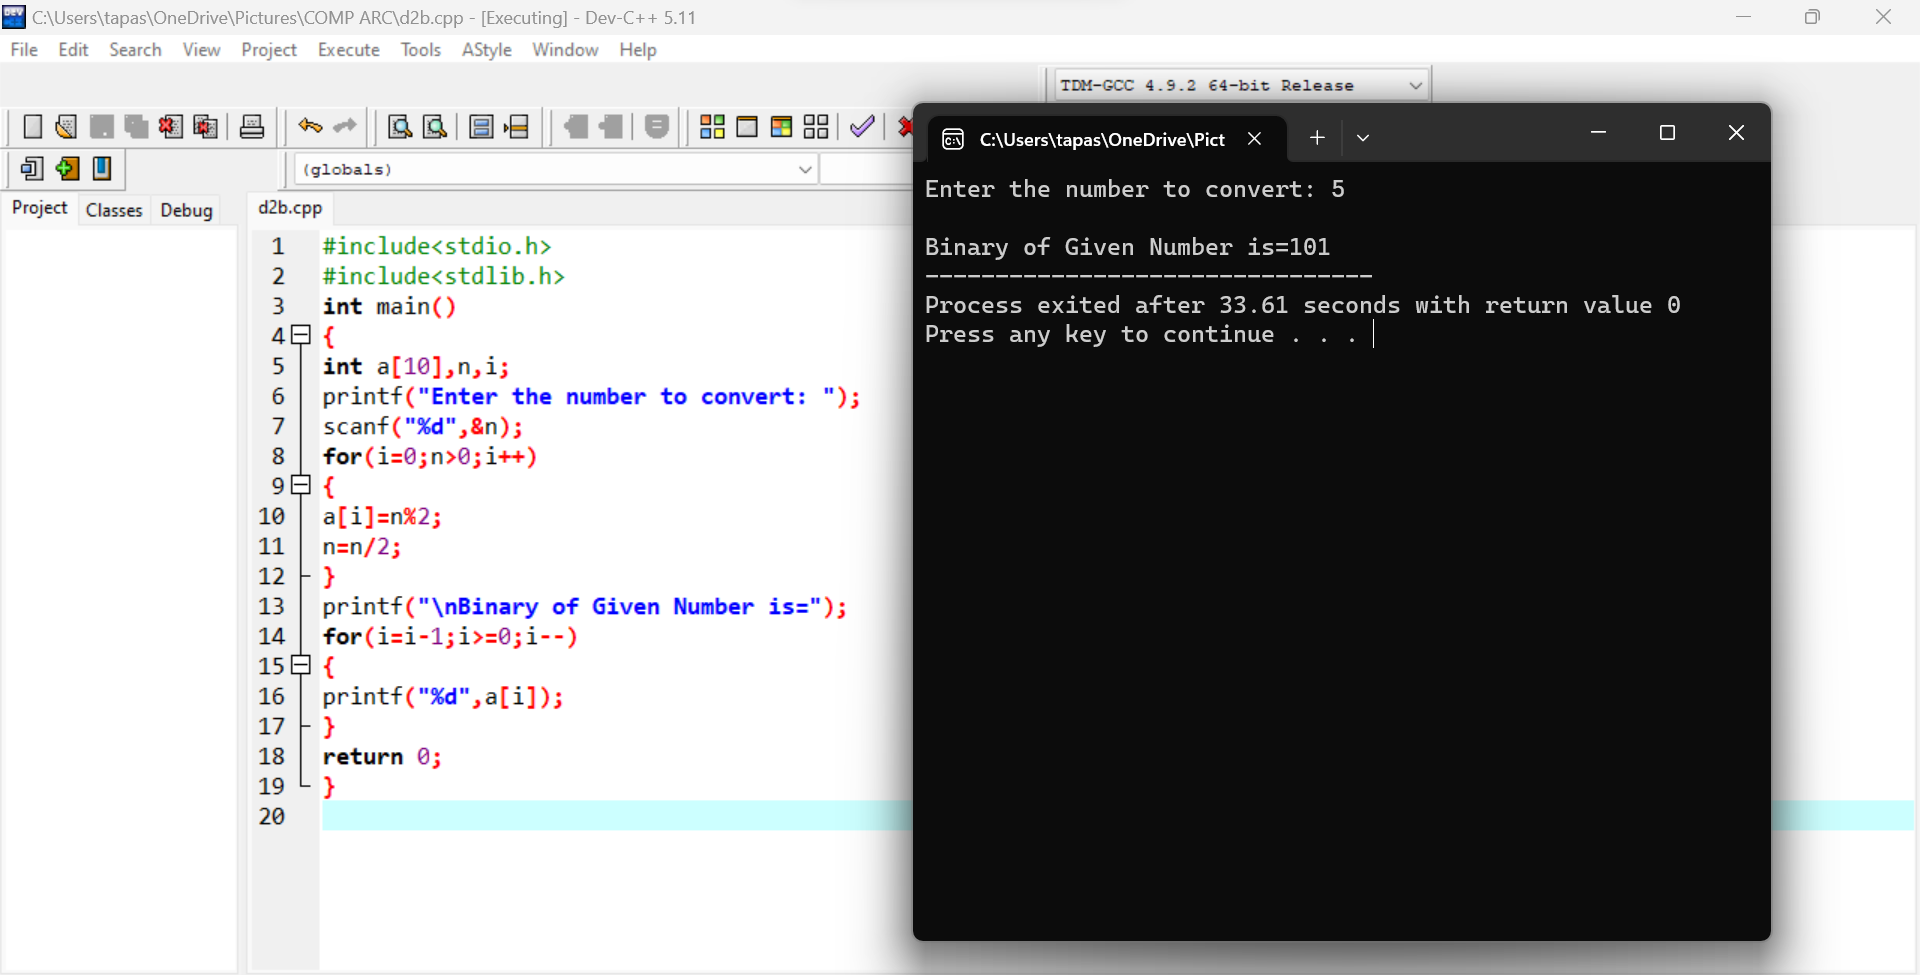 C:\Users\tapas\OneDrive\Pictures\COMP ARC\d2b.cpp - [Executing] - Dev-C++ 5.11
File Edit Search View Project Execute Tools AStyle Window Help
TDM-GCC 4.9.2 64-bit Release
(globals)
Project Classes Debug
d2b.cpp
1 #include<stdio.h>
2 #include<stdlib.h>
3 int main()
4 {
5 int a[10],n,i;
6 printf("Enter the number to convert: ");
7 scanf("%d",&n);
8 for(i=0;n>0;i++)
9 {
10 a[i]=n%2;
11 n=n/2;
12 }
13 printf("\nBinary of Given Number is=");
14 for(i=i-1;i>=0;i--)
15 {
16 printf("%d",a[i]);
17 }
18 return 0;
19 }
20
C:\Users\tapas\OneDrive\Pict
Enter the number to convert: 5
Binary of Given Number is=101
--------------------------------
Process exited after 33.61 seconds with return value 0
Press any key to continue . . .